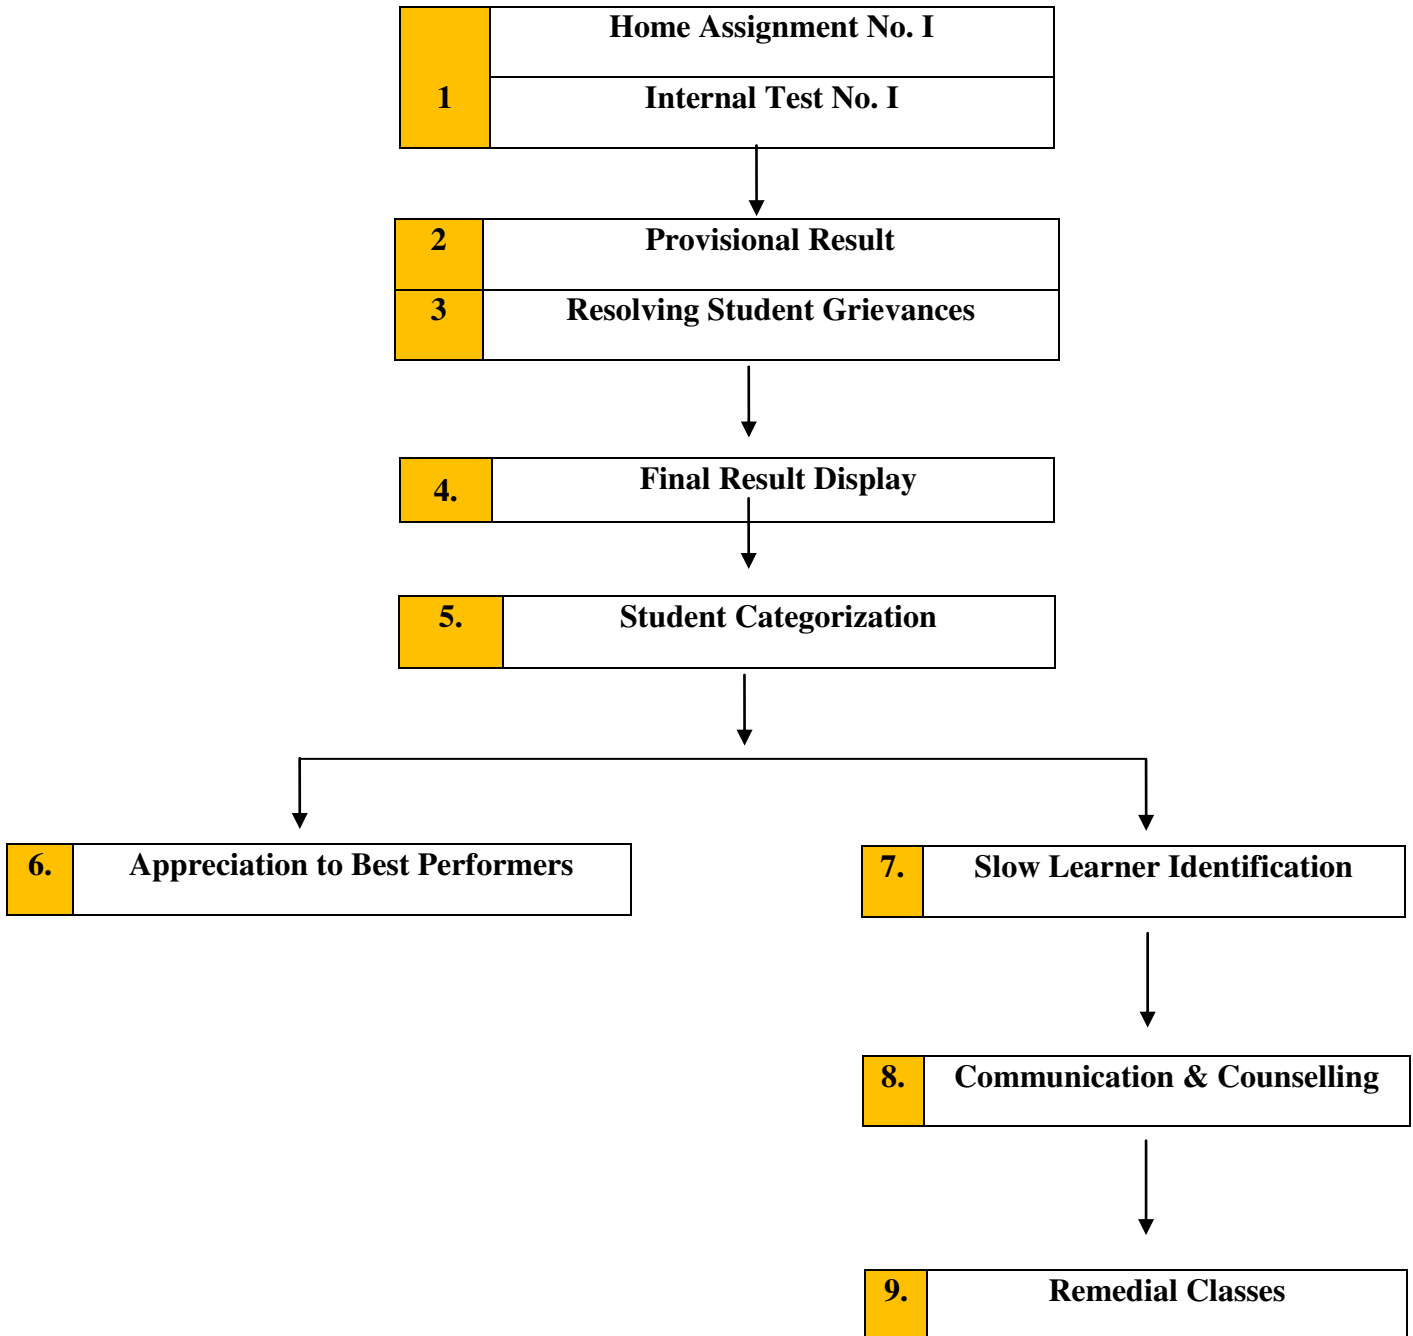 Home Assignment No. I
1 Internal Test No. I
2 Provisional Result
3 Resolving Student Grievances
4. Final Result Display
5. Student Categorization
6. Appreciation to Best Performers
7. Slow Learner Identification
8. Communication & Counselling
9. Remedial Classes